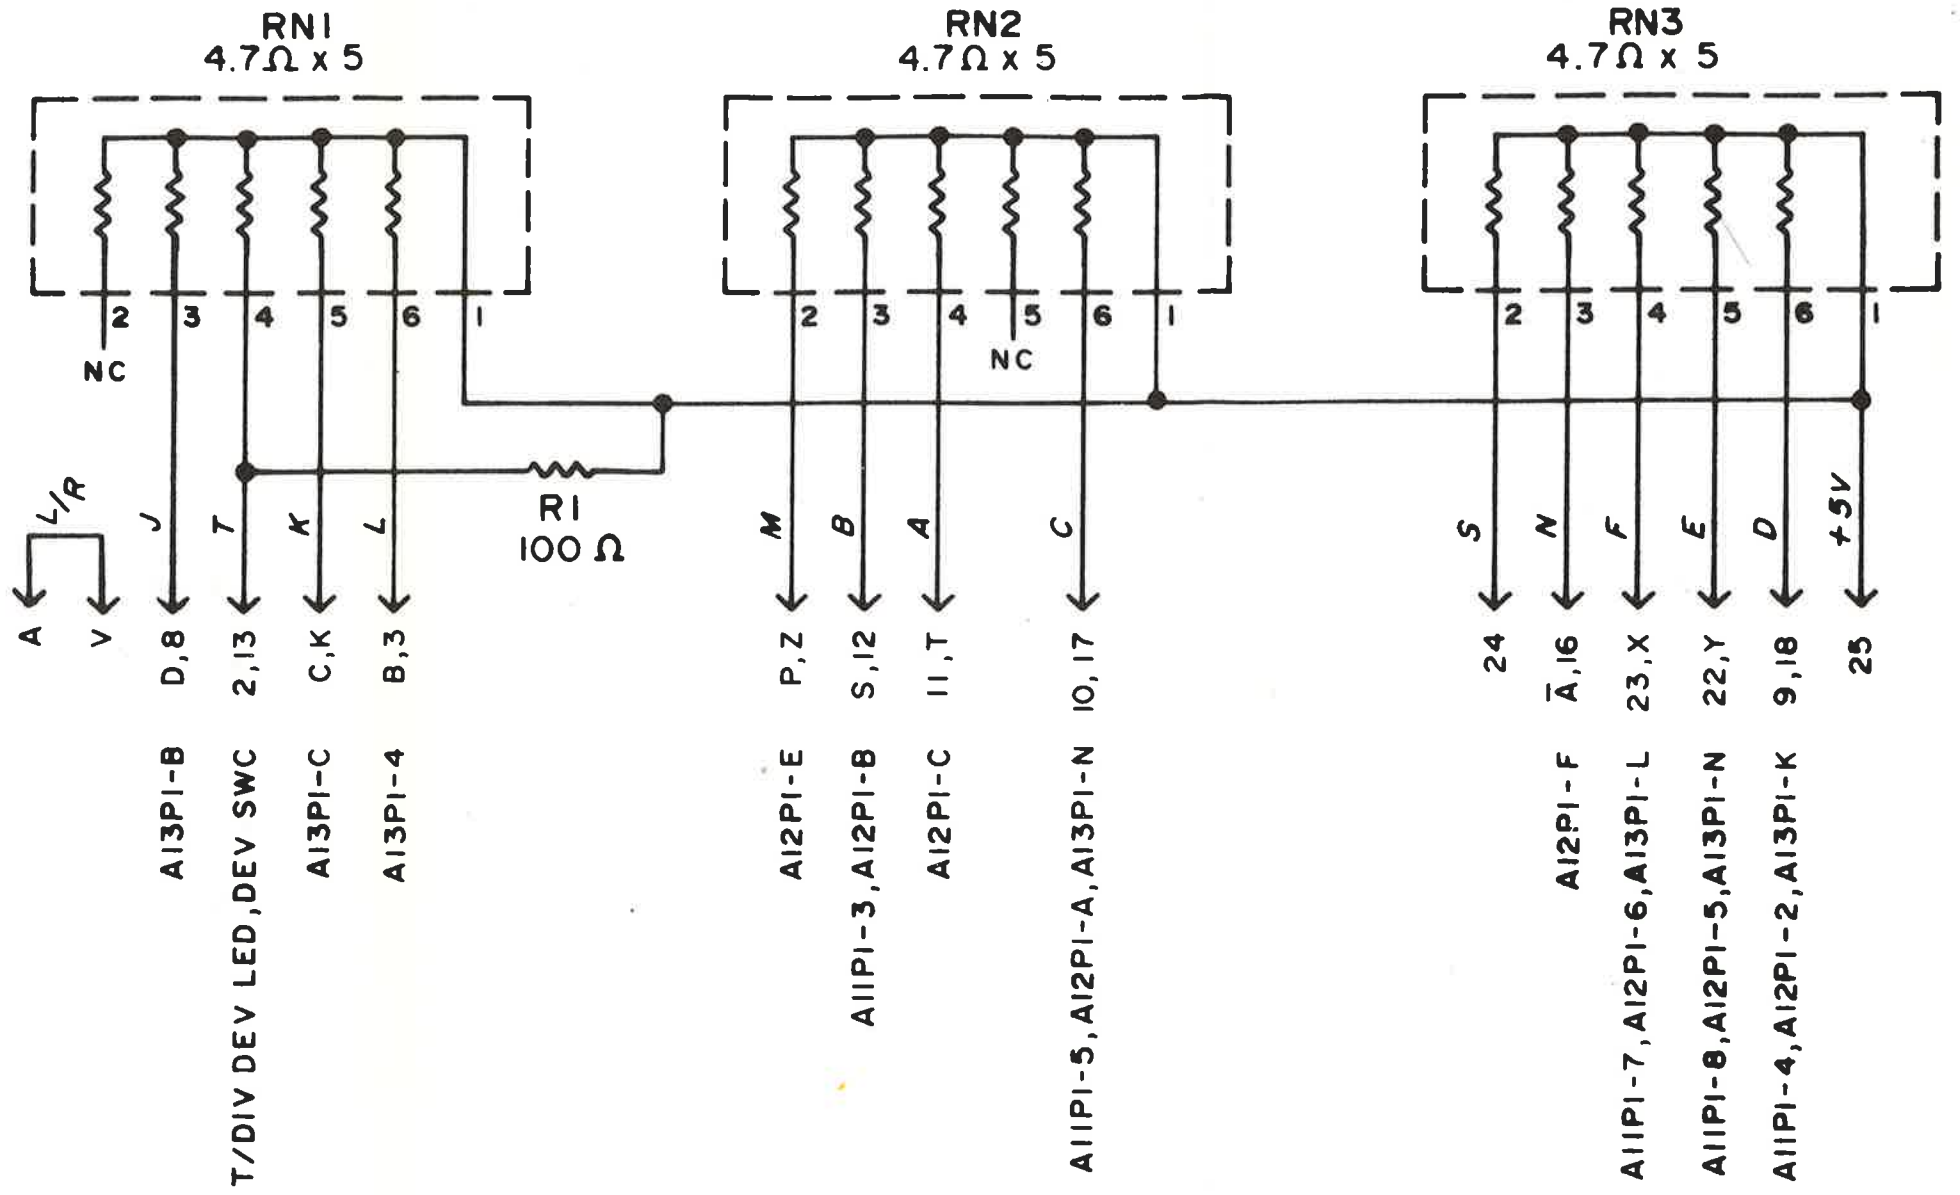 RN1
4.7Ω x 5
RN2
4.7Ω x 5
RN3
4.7Ω x 5
2 3 4 5 6 1
2 3 4 5 6 1
2 3 4 5 6 1
NC
NC
R1
100 Ω
L/R
J
T
K
L
M
B
A
C
S
N
F
E
D
+5V
A
V
D,8
2,13
C,K
B,3
P,Z
S,12
11,T
10,17
24
A̅,16
23,X
22,Y
9,18
25
A13P1-B
T/DIV DEV LED,DEV SWC
A13P1-C
A13P1-4
A12P1-E
A11P1-3,A12P1-B
A12P1-C
A11P1-5,A12P1-A,A13P1-N
A12P1-F
A11P1-7,A12P1-6,A13P1-L
A11P1-8,A12P1-5,A13P1-N
A11P1-4,A12P1-2,A13P1-K